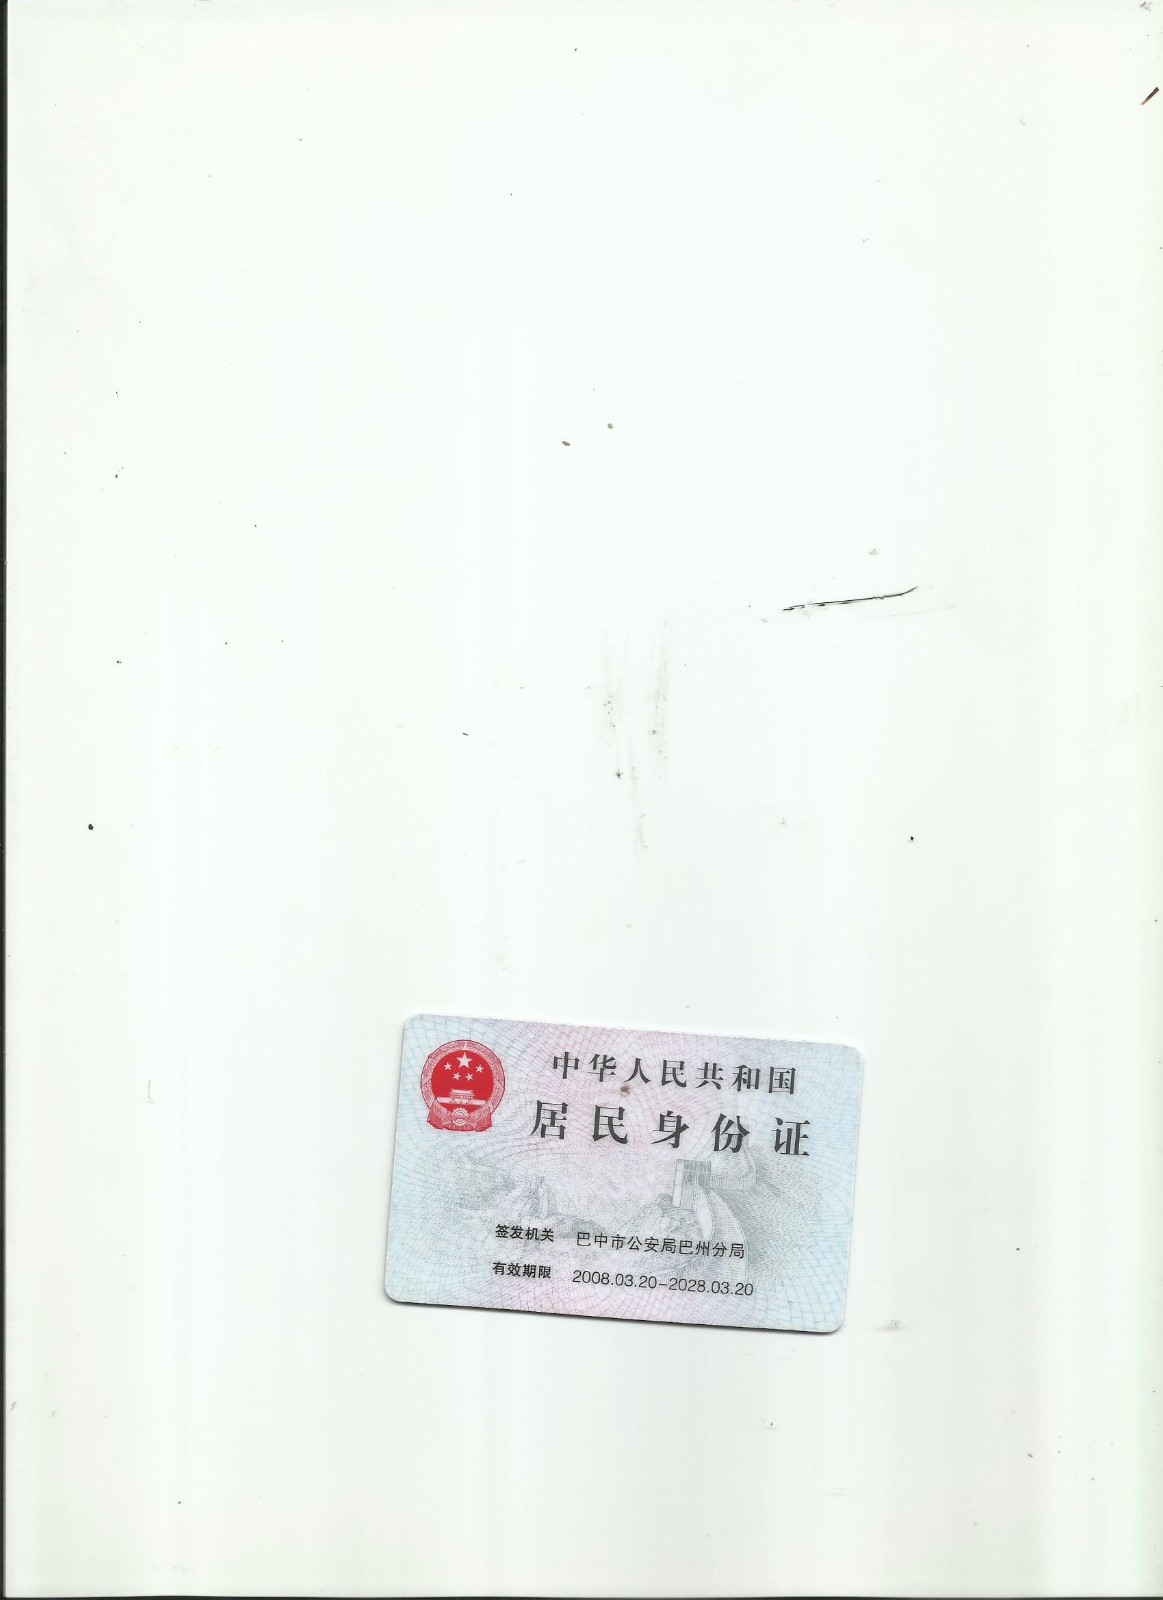 中华人民共和国
居民身份证
签发机关 巴中市公安局巴州分局
有效期限 2008.03.20-2028.03.20